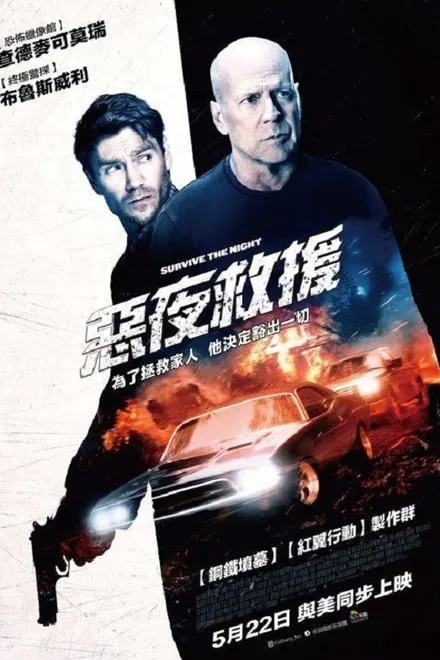 【恐怖蠟像館】
查德麥可莫瑞
【終極警探】
布魯斯威利
SURVIVE THE NIGHT
惡夜救援
為了拯救家人 他決定豁出一切
【鋼鐵墳墓】【紅翼行動】製作群
5月22日 與美同步上映